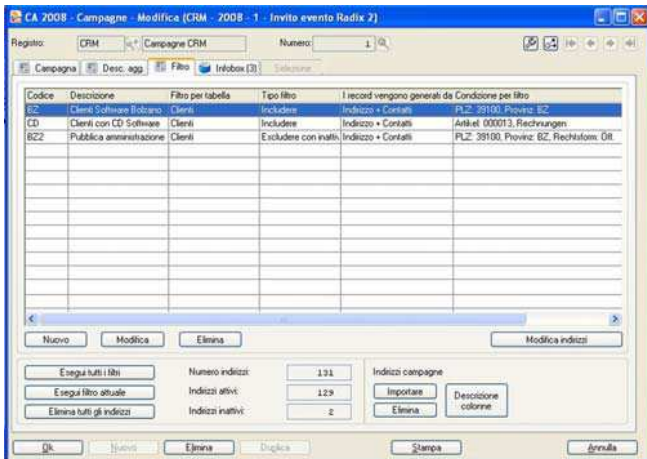 CA 2008 - Campagne - Modifica (CRM - 2008 - 1 - Invito evento Radix 2)
Registro: CRM Campagne CRM Numero: 1
Campagna Desc. agg Filtro Infobox (3) Selezione
Codice Descrizione Filtro per tabella Tipo filtro I record vengono generati da Condizione per filtro
BZ Clienti Software Bolzano Clienti Includere Indirizzo + Contatti PLZ: 39100, Provinz: BZ
CD Clienti con CD Software Clienti Includere Indirizzo + Contatti Artikel: 000013, Rechnungen
BZ2 Pubblica amministrazione Clienti Escludere con inattiv Indirizzo + Contatti PLZ: 39100, Provinz: BZ, Rechtsform: Öff.
Nuovo Modifica Elimina Modifica indirizzi
Esegui tutti i filtri Numero indirizzi: 131 Indirizzi campagne
Esegui filtro attuale Indirizzi attivi: 129 Importare Descrizione colonne
Elimina tutti gli indirizzi Indirizzi inattivi: 2 Elimina
Ok Nuovo Elimina Duplica Stampa Annulla